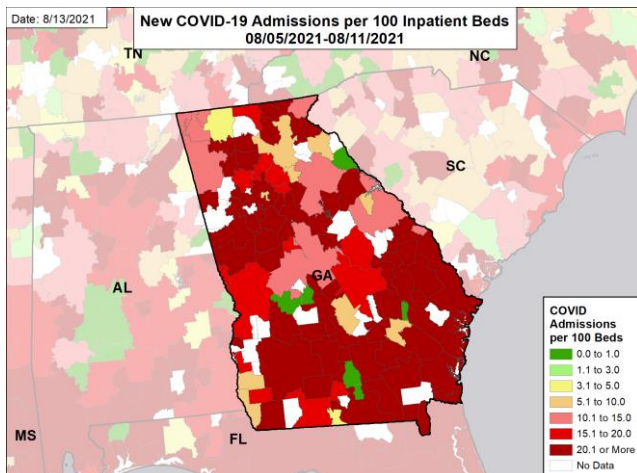 Date: 8/13/2021
New COVID-19 Admissions per 100 Inpatient Beds
08/05/2021-08/11/2021
TN
NC
SC
AL
GA
MS
FL
COVID
Admissions
per 100 Beds
0.0 to 1.0
1.1 to 3.0
3.1 to 5.0
5.1 to 10.0
10.1 to 15.0
15.1 to 20.0
20.1 or More
No Data